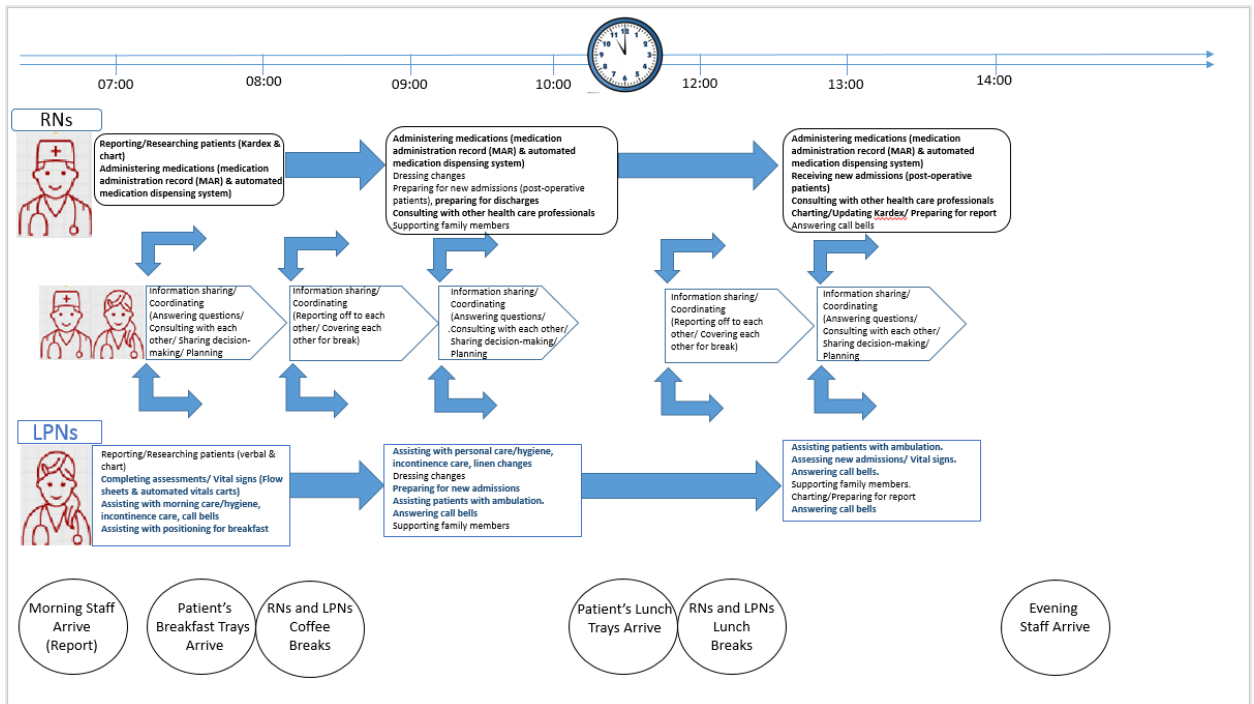 12
1
2
3
4
5
6
7
8
9
10
11
07:00
08:00
09:00
10:00
12:00
13:00
14:00
RNs
Reporting/Researching patients (Kardex &
chart)
Administering medications (medication
administration record (MAR) & automated
medication dispensing system)
Administering medications (medication
administration record (MAR) & automated
medication dispensing system)
Dressing changes
Preparing for new admissions (post-operative
patients), preparing for discharges
Consulting with other health care professionals
Supporting family members
Administering medications (medication
administration record (MAR) & automated
medication dispensing system)
Receiving new admissions (post-operative
patients)
Consulting with other health care professionals
Charting/Updating Kardex/ Preparing for report
Answering call bells
Information sharing/
Coordinating
(Answering questions/
Consulting with each
other/ Sharing decision-
making/ Planning
Information sharing/
Coordinating
(Reporting off to each
other/ Covering each
other for break)
Information sharing/
Coordinating
(Answering questions/
.Consulting with each other/
Sharing decision-making/
Planning
Information sharing/
Coordinating
(Reporting off to each
other/ Covering each
other for break)
Information sharing/
Coordinating
(Answering questions/
Consulting with each other/
Sharing decision-making/
Planning
LPNs
Reporting/Researching patients (verbal &
chart)
Completing assessments/ Vital signs (Flow
sheets & automated vitals carts)
Assisting with morning care/hygiene,
incontinence care, call bells
Assisting with positioning for breakfast
Assisting with personal care/hygiene,
incontinence care, linen changes
Dressing changes
Preparing for new admissions
Assisting patients with ambulation.
Answering call bells
Supporting family members
Assisting patients with ambulation.
Assessing new admissions/ Vital signs.
Answering call bells.
Supporting family members.
Charting/Preparing for report
Answering call bells
Morning Staff
Arrive
(Report)
Patient's
Breakfast Trays
Arrive
RNs and LPNs
Coffee
Breaks
Patient's Lunch
Trays Arrive
RNs and LPNs
Lunch
Breaks
Evening
Staff Arrive